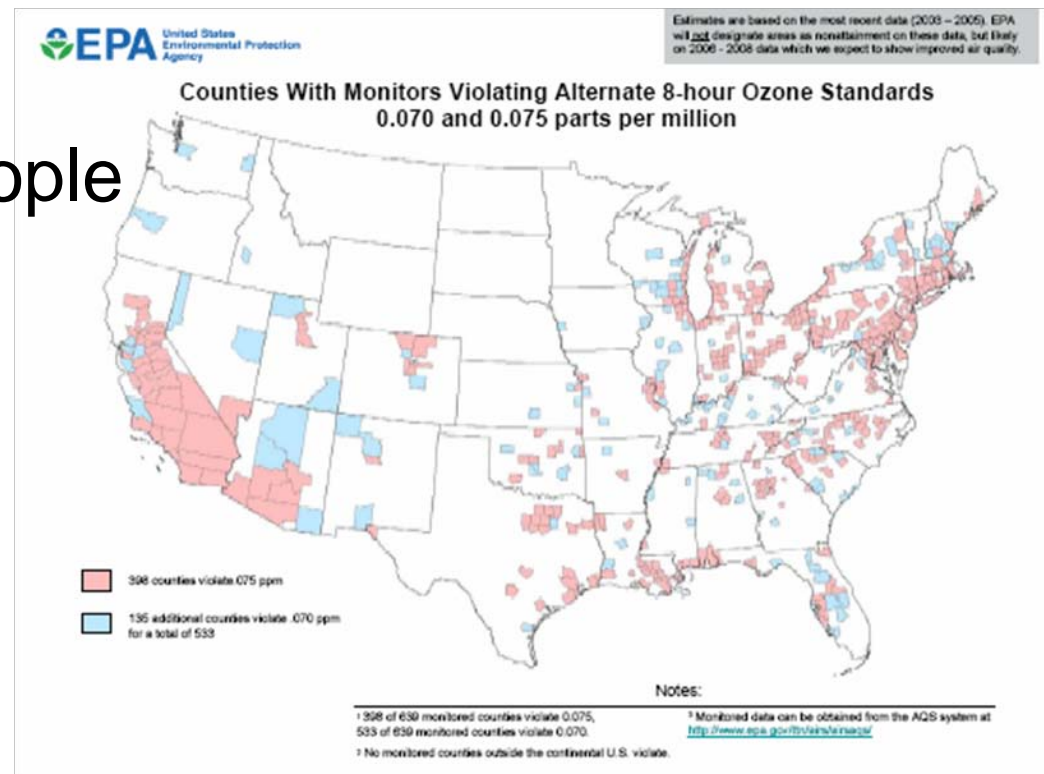 EPA
United States
Environmental Protection
Agency
Estimates are based on the most recent data (2003 – 2005). EPA
will not designate areas as nonattainment on these data, but likely
on 2006 - 2008 data which we expect to show improved air quality.
Counties With Monitors Violating Alternate 8-hour Ozone Standards
0.070 and 0.075 parts per million
ople
398 counties violate .075 ppm
135 additional counties violate .070 ppm
for a total of 533
Notes:
1 398 of 639 monitored counties violate 0.075,
533 of 639 monitored counties violate 0.070.
2 No monitored counties outside the continental U.S. violate.
3 Monitored data can be obtained from the AQS system at